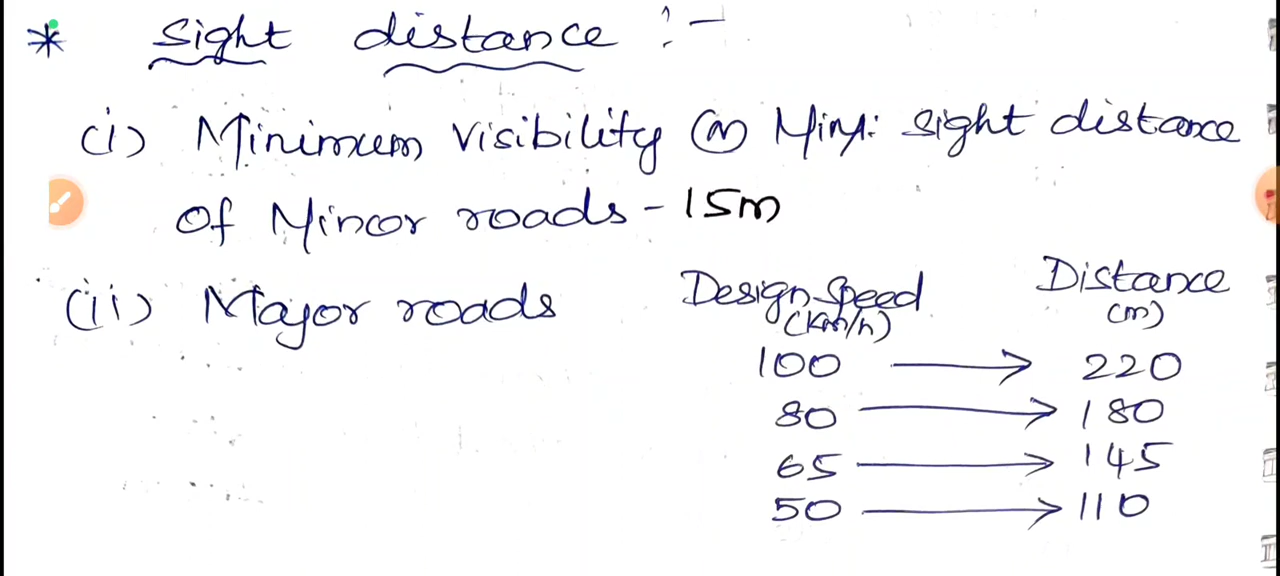 * Sight distance :-
(i) Minimum visibility (or) Minm: sight distance
of Minor roads - 15m
(ii) Major roads Design Speed (km/h) Distance (m)
100 → 220
80 → 180
65 → 145
50 → 110